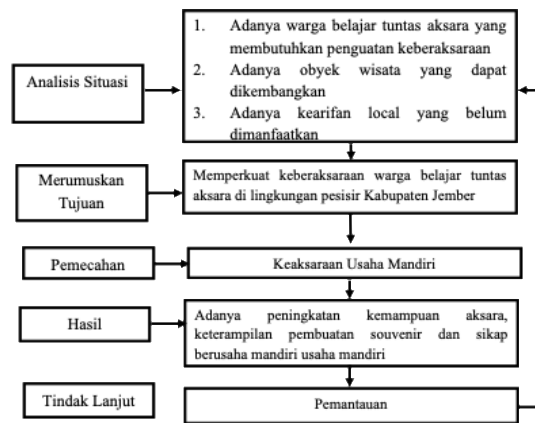 Analisis Situasi
1. Adanya warga belajar tuntas aksara yang
membutuhkan penguatan keberaksaraan
2. Adanya obyek wisata yang dapat
dikembangkan
3. Adanya kearifan local yang belum
dimanfaatkan
Merumuskan
Tujuan
Memperkuat keberaksaraan warga belajar tuntas
aksara di lingkungan pesisir Kabupaten Jember
Pemecahan
Keaksaraan Usaha Mandiri
Hasil
Adanya peningkatan kemampuan aksara,
keterampilan pembuatan souvenir dan sikap
berusaha mandiri usaha mandiri
Tindak Lanjut
Pemantauan